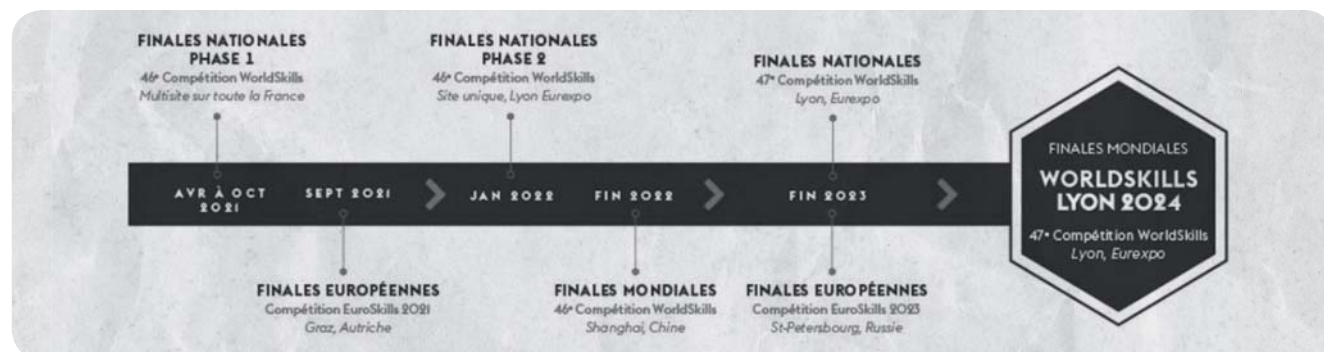 FINALES NATIONALES
PHASE 1
46e Compétition WorldSkills
Multisite sur toute la France
FINALES NATIONALES
PHASE 2
46e Compétition WorldSkills
Site unique, Lyon Eurexpo
FINALES NATIONALES
47e Compétition WorldSkills
Lyon, Eurexpo
AVR À OCT
2021
SEPT 2021
JAN 2022
FIN 2022
FIN 2023
FINALES MONDIALES
WORLDSKILLS
LYON 2024
47e Compétition WorldSkills
Lyon, Eurexpo
FINALES EUROPÉENNES
Compétition EuroSkills 2021
Graz, Autriche
FINALES MONDIALES
46e Compétition WorldSkills
Shanghai, Chine
FINALES EUROPÉENNES
Compétition EuroSkills 2023
St-Petersbourg, Russie